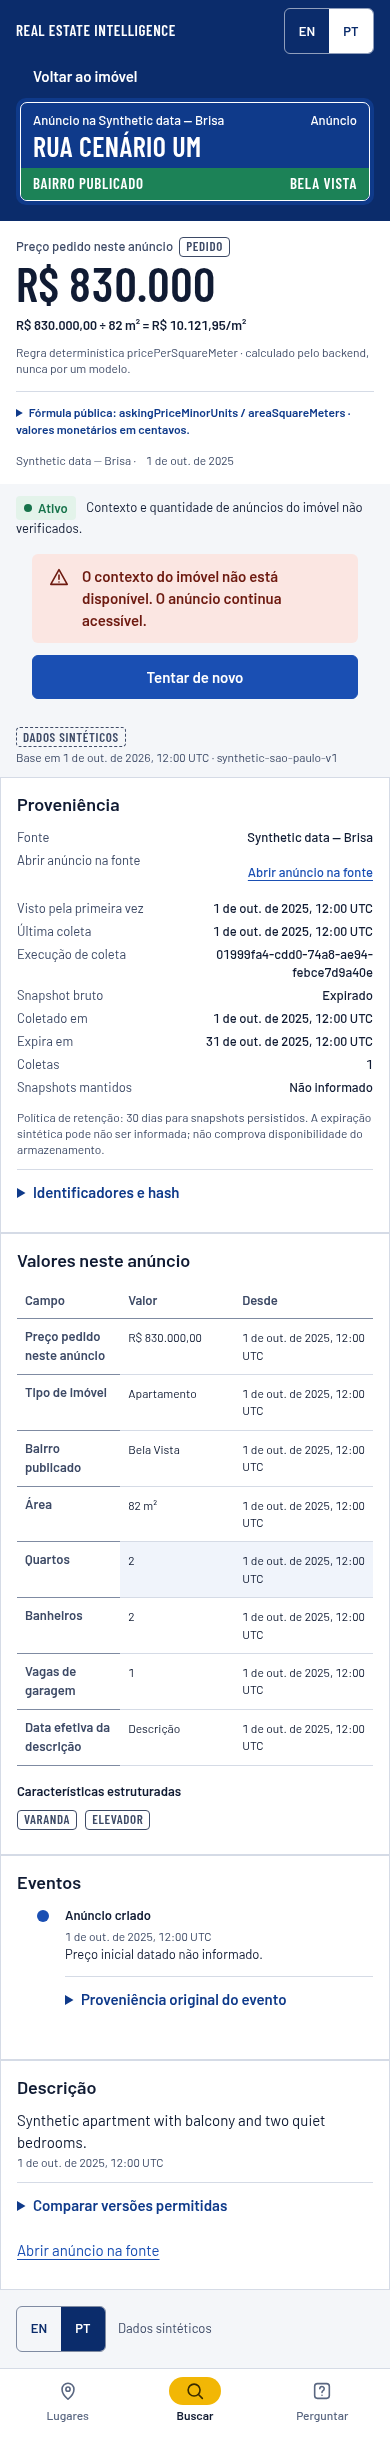 REAL ESTATE INTELLIGENCE
EN PT
Voltar ao imóvel
Anúncio na Synthetic data — Brisa Anúncio
RUA CENÁRIO UM
BAIRRO PUBLICADO BELA VISTA
Preço pedido neste anúncio PEDIDO
R$ 830.000
R$ 830.000,00 ÷ 82 m² = R$ 10.121,95/m²
Regra determinística pricePerSquareMeter · calculado pelo backend,
nunca por um modelo.
Fórmula pública: askingPriceMinorUnits / areaSquareMeters ·
valores monetários em centavos.
Synthetic data — Brisa · 1 de out. de 2025
Ativo Contexto e quantidade de anúncios do imóvel não
verificados.
O contexto do imóvel não está
disponível. O anúncio continua
acessível.
Tentar de novo
DADOS SINTÉTICOS
Base em 1 de out. de 2026, 12:00 UTC · synthetic-sao-paulo-v1
Proveniência
Fonte Synthetic data — Brisa
Abrir anúncio na fonte Abrir anúncio na fonte
Visto pela primeira vez 1 de out. de 2025, 12:00 UTC
Última coleta 1 de out. de 2025, 12:00 UTC
Execução de coleta 01999fa4-cdd0-74a8-ae94-
febce7d9a40e
Snapshot bruto Expirado
Coletado em 1 de out. de 2025, 12:00 UTC
Expira em 31 de out. de 2025, 12:00 UTC
Coletas 1
Snapshots mantidos Não informado
Política de retenção: 30 dias para snapshots persistidos. A expiração
sintética pode não ser informada; não comprova disponibilidade do
armazenamento.
Identificadores e hash
Valores neste anúncio
Campo Valor Desde
Preço pedido R$ 830.000,00 1 de out. de 2025, 12:00
neste anúncio UTC
Tipo de imóvel Apartamento 1 de out. de 2025, 12:00
UTC
Bairro Bela Vista 1 de out. de 2025, 12:00
publicado UTC
Área 82 m² 1 de out. de 2025, 12:00
UTC
Quartos 2 1 de out. de 2025, 12:00
UTC
Banheiros 2 1 de out. de 2025, 12:00
UTC
Vagas de 1 1 de out. de 2025, 12:00
garagem UTC
Data efetiva da Descrição 1 de out. de 2025, 12:00
descrição UTC
Características estruturadas
VARANDA ELEVADOR
Eventos
Anúncio criado
1 de out. de 2025, 12:00 UTC
Preço inicial datado não informado.
Proveniência original do evento
Descrição
Synthetic apartment with balcony and two quiet
bedrooms.
1 de out. de 2025, 12:00 UTC
Comparar versões permitidas
Abrir anúncio na fonte
EN PT Dados sintéticos
Lugares Buscar Perguntar